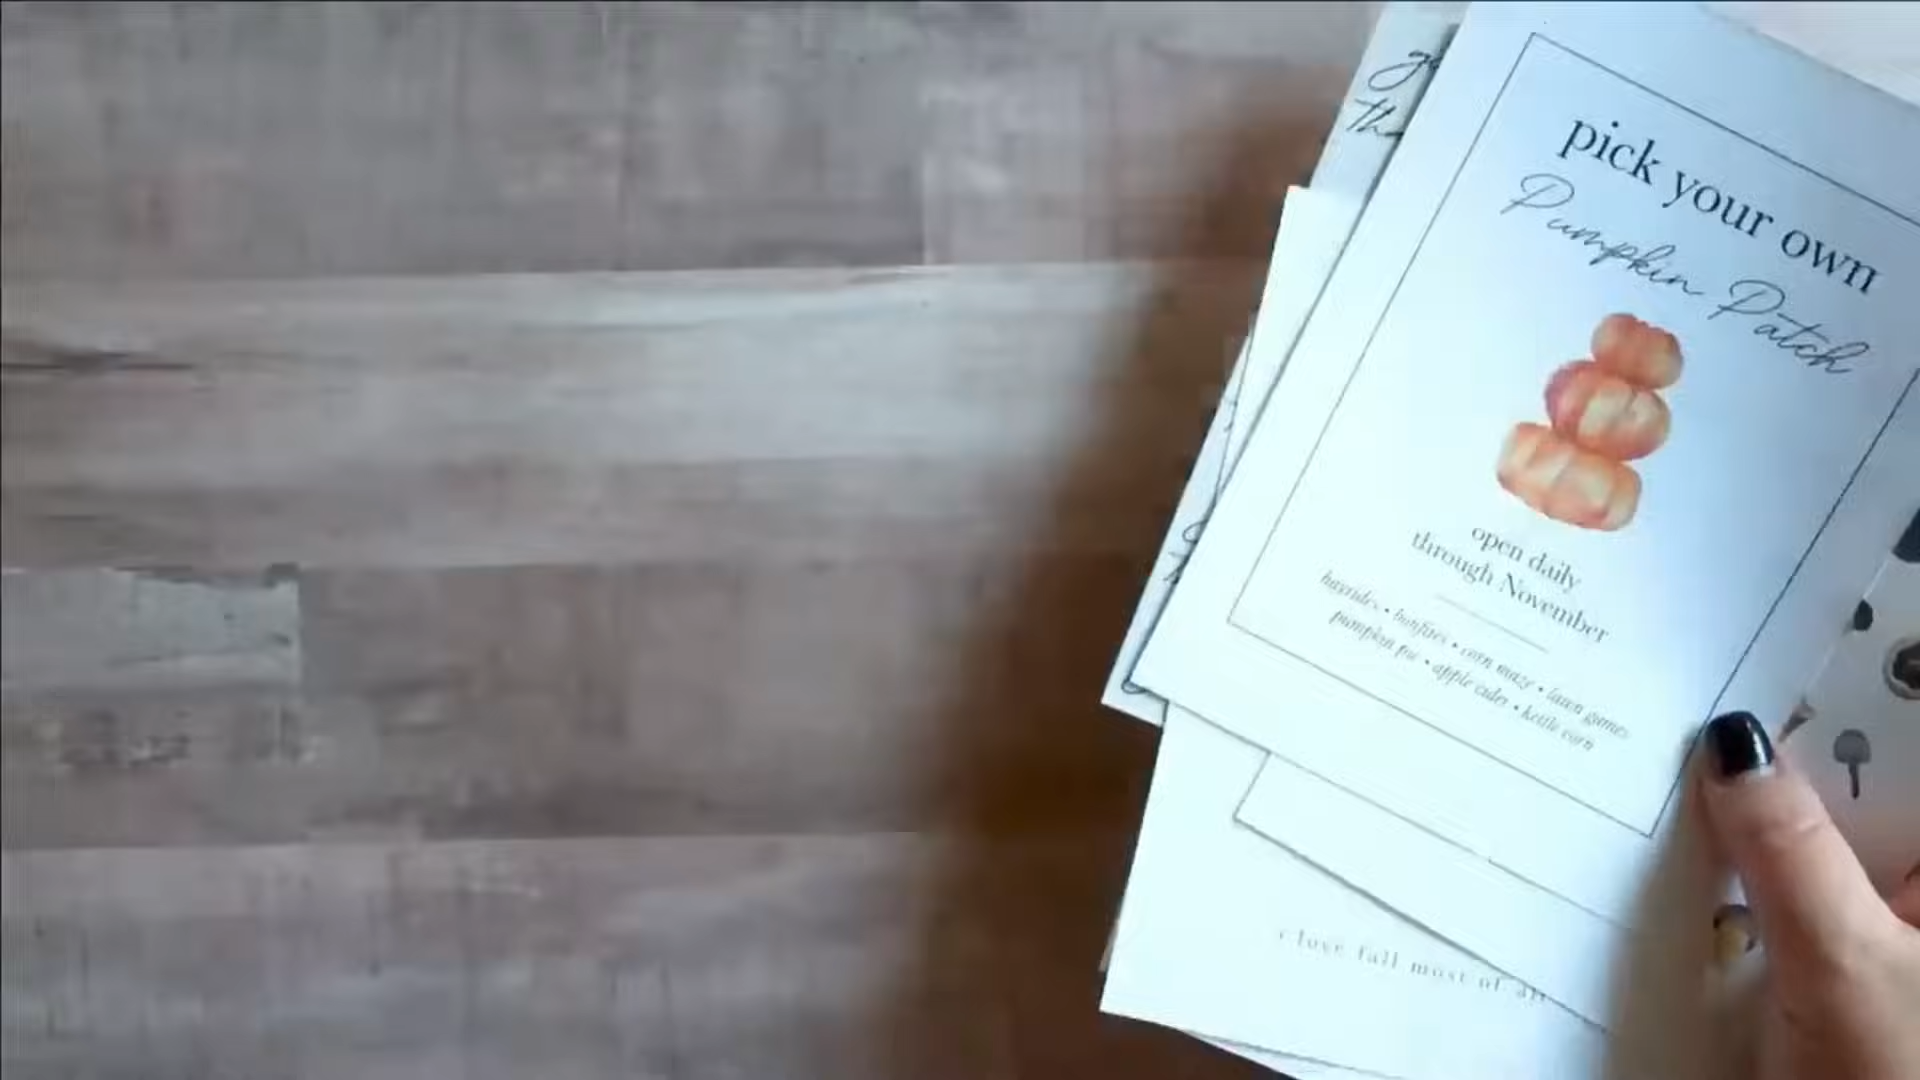 pick your own
Pumpkin Patch
open daily
through November
hayrides • bonfires • corn maze • lawn games
pumpkin pie • apple cider • kettle corn
i love fall most of all